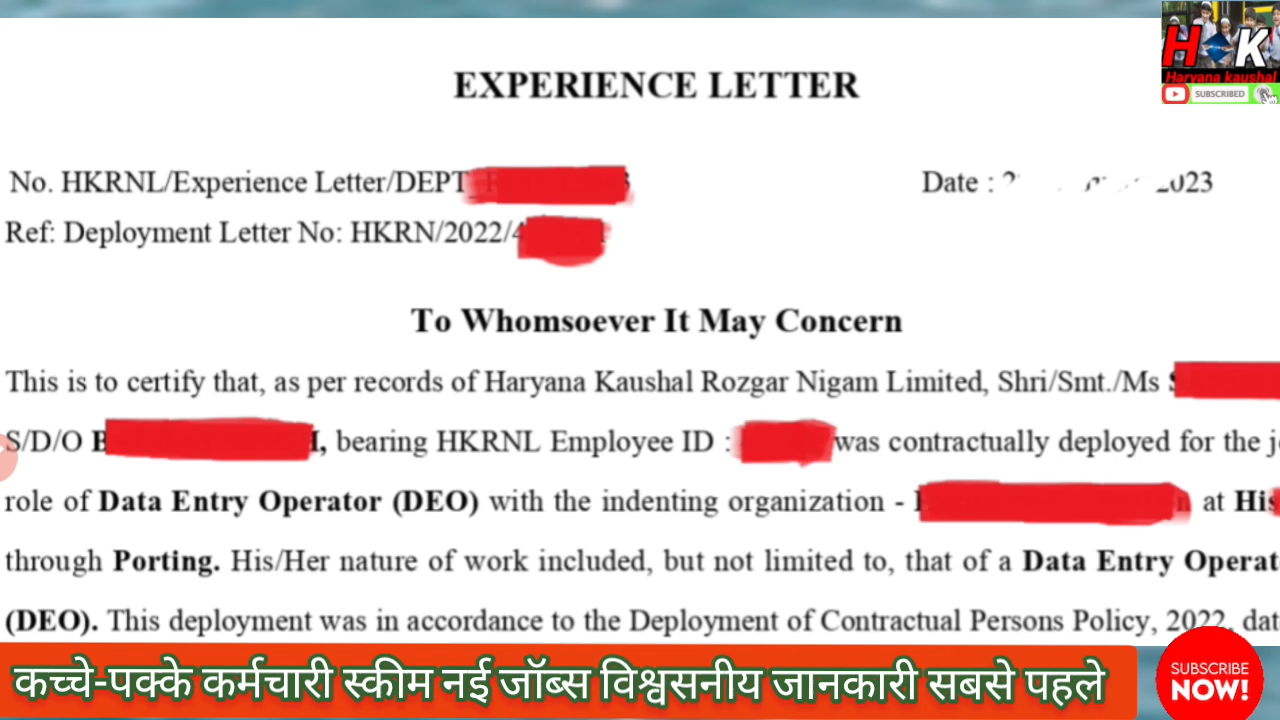 H K
Haryana kaushal
SUBSCRIBED
EXPERIENCE LETTER
No. HKRNL/Experience Letter/DEPT
Date : 2023
Ref: Deployment Letter No: HKRN/2022/4
To Whomsoever It May Concern
This is to certify that, as per records of Haryana Kaushal Rozgar Nigam Limited, Shri/Smt./Ms
S/D/O B I, bearing HKRNL Employee ID : was contractually deployed for the
role of Data Entry Operator (DEO) with the indenting organization - at His
through Porting. His/Her nature of work included, but not limited to, that of a Data Entry Operat
(DEO). This deployment was in accordance to the Deployment of Contractual Persons Policy, 2022, dat
कच्चे-पक्के कर्मचारी स्कीम नई जॉब्स विश्वसनीय जानकारी सबसे पहले
SUBSCRIBE
NOW!